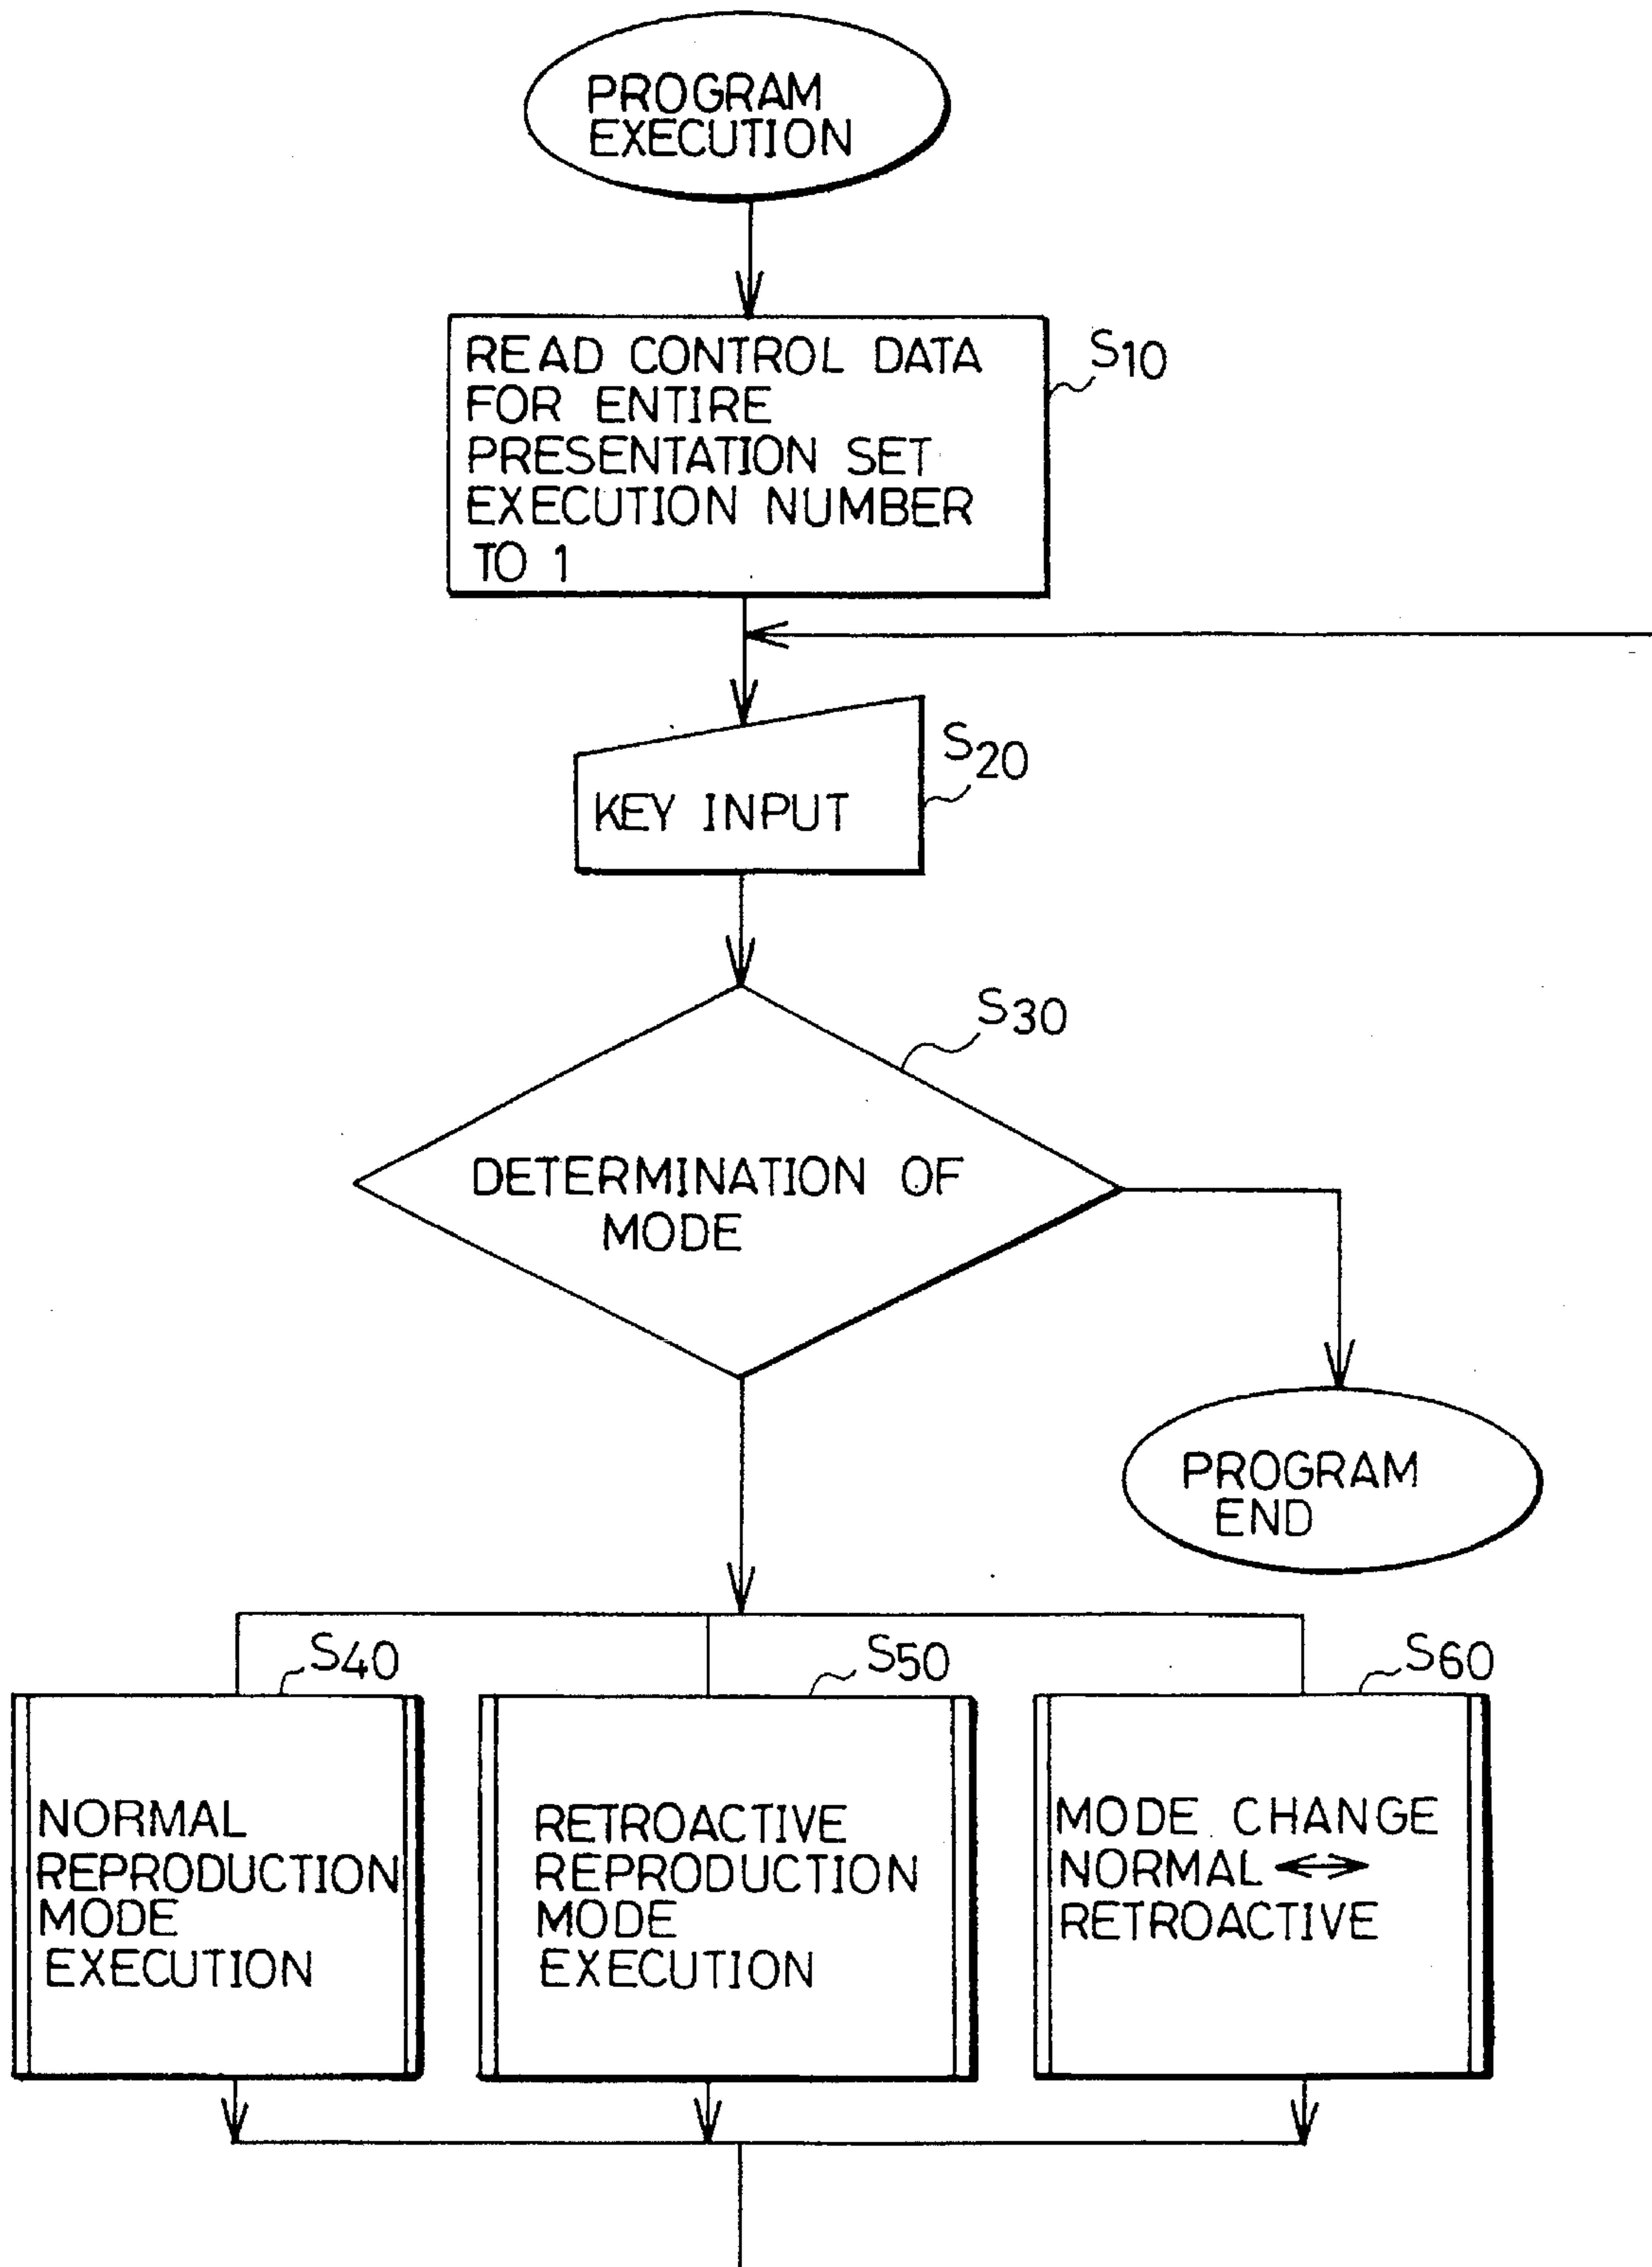 PROGRAM
EXECUTION
READ CONTROL DATA
FOR ENTIRE
PRESENTATION SET
EXECUTION NUMBER
TO 1
S10
KEY INPUT
S20
S30
DETERMINATION OF
MODE
PROGRAM
END
S40
NORMAL
REPRODUCTION
MODE
EXECUTION
S50
RETROACTIVE
REPRODUCTION
MODE
EXECUTION
S60
MODE CHANGE
NORMAL ↔
RETROACTIVE